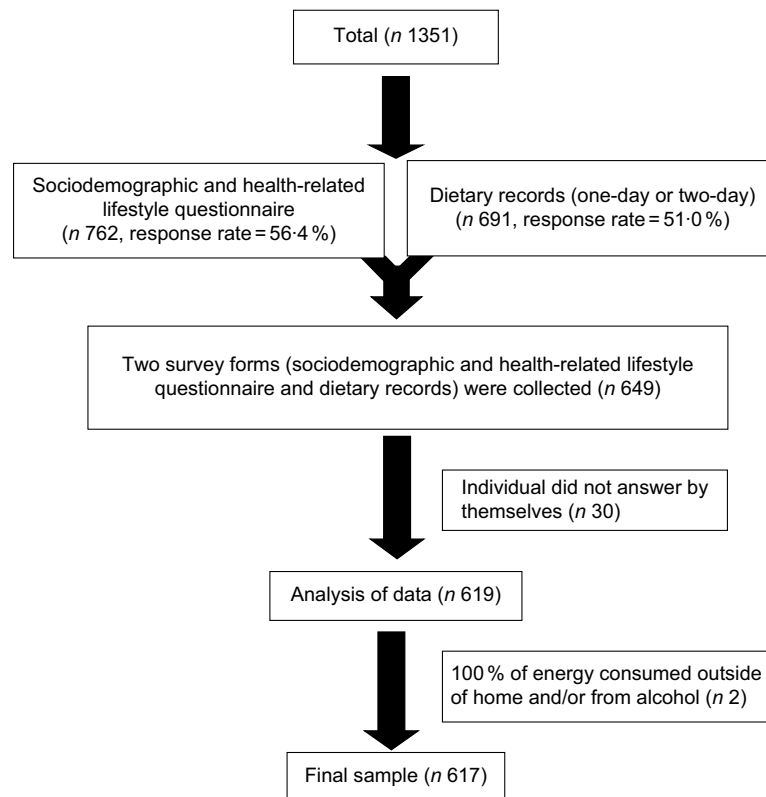 Total (n 1351)
Sociodemographic and health-related
lifestyle questionnaire
(n 762, response rate = 56·4 %)
Dietary records (one-day or two-day)
(n 691, response rate = 51·0 %)
Two survey forms (sociodemographic and health-related lifestyle
questionnaire and dietary records) were collected (n 649)
Individual did not answer by
themselves (n 30)
Analysis of data (n 619)
100 % of energy consumed outside
of home and/or from alcohol (n 2)
Final sample (n 617)